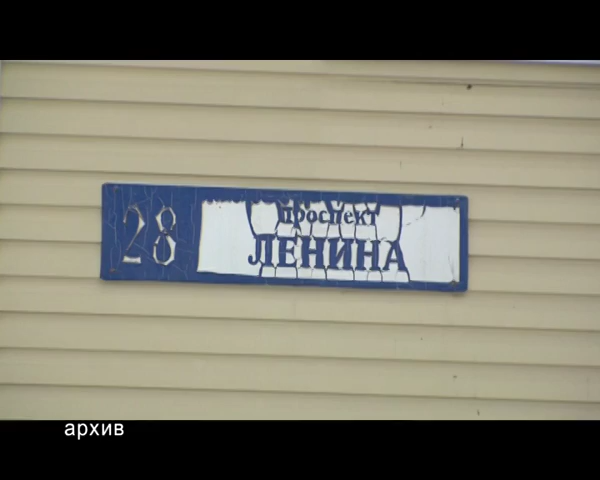 28
проспект
ЛЕНИНА
архив